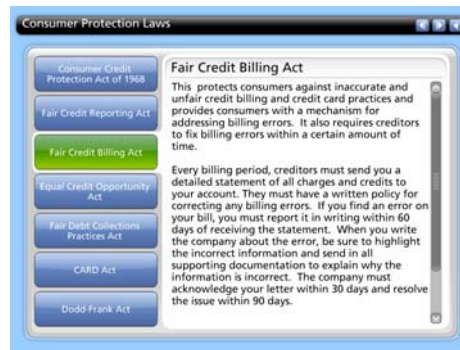 Consumer Protection Laws
Consumer Credit
Protection Act of 1968
Fair Credit Reporting Act
Fair Credit Billing Act
Equal Credit Opportunity
Act
Fair Debt Collections
Practices Act
CARD Act
Dodd-Frank Act
Fair Credit Billing Act
This  protects consumers against inaccurate and
unfair credit billing and credit card practices and
provides consumers with a mechanism for
addressing billing errors.  It also requires creditors
to fix billing errors within a certain amount of
time.
Every billing period, creditors must send you a
detailed statement of all charges and credits to
your account. They must have a written policy for
correcting any billing errors.  If you find an error on
your bill, you must report it in writing within 60
days of receiving the statement.  When you write
the company about the error, be sure to highlight
the incorrect information and send in all
supporting documentation to explain why the
information is incorrect.  The company must
acknowledge your letter within 30 days and resolve
the issue within 90 days.